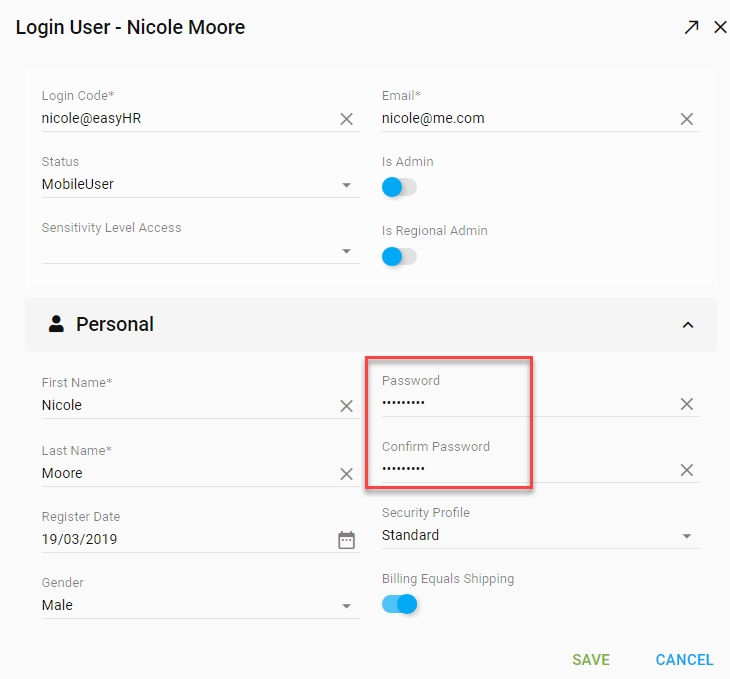 Login User - Nicole Moore
Login Code*
nicole@easyHR
Email*
nicole@me.com
Status
MobileUser
Is Admin
Sensitivity Level Access
Is Regional Admin
Personal
First Name*
Nicole
Password
•••••••••
Last Name*
Moore
Confirm Password
•••••••••
Register Date
19/03/2019
Security Profile
Standard
Gender
Male
Billing Equals Shipping
SAVE
CANCEL